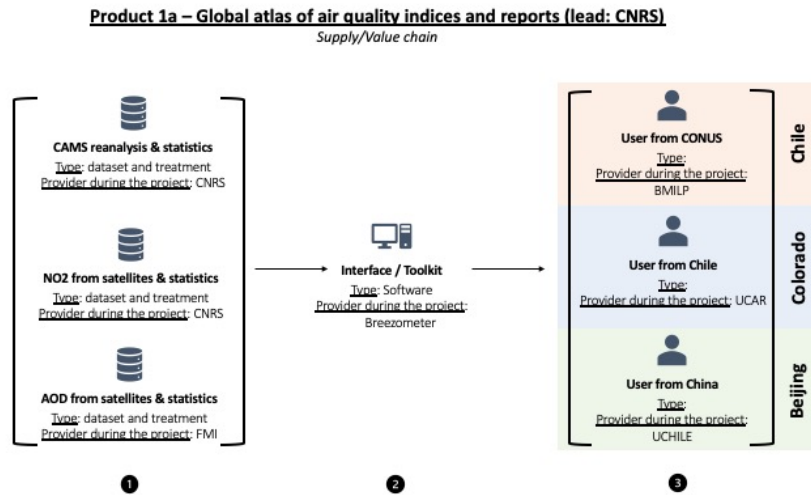 Product 1a – Global atlas of air quality indices and reports (lead: CNRS)
Supply/Value chain
CAMS reanalysis & statistics
Type: dataset and treatment
Provider during the project: CNRS
NO2 from satellites & statistics
Type: dataset and treatment
Provider during the project: CNRS
AOD from satellites & statistics
Type: dataset and treatment
Provider during the project: FMI
1
Interface / Toolkit
Type: Software
Provider during the project:
Breezometer
2
User from CONUS
Type:
Provider during the project:
BMILP
Chile
User from Chile
Type:
Provider during the project: UCAR
Colorado
User from China
Type:
Provider during the project:
UCHILE
Beijing
3